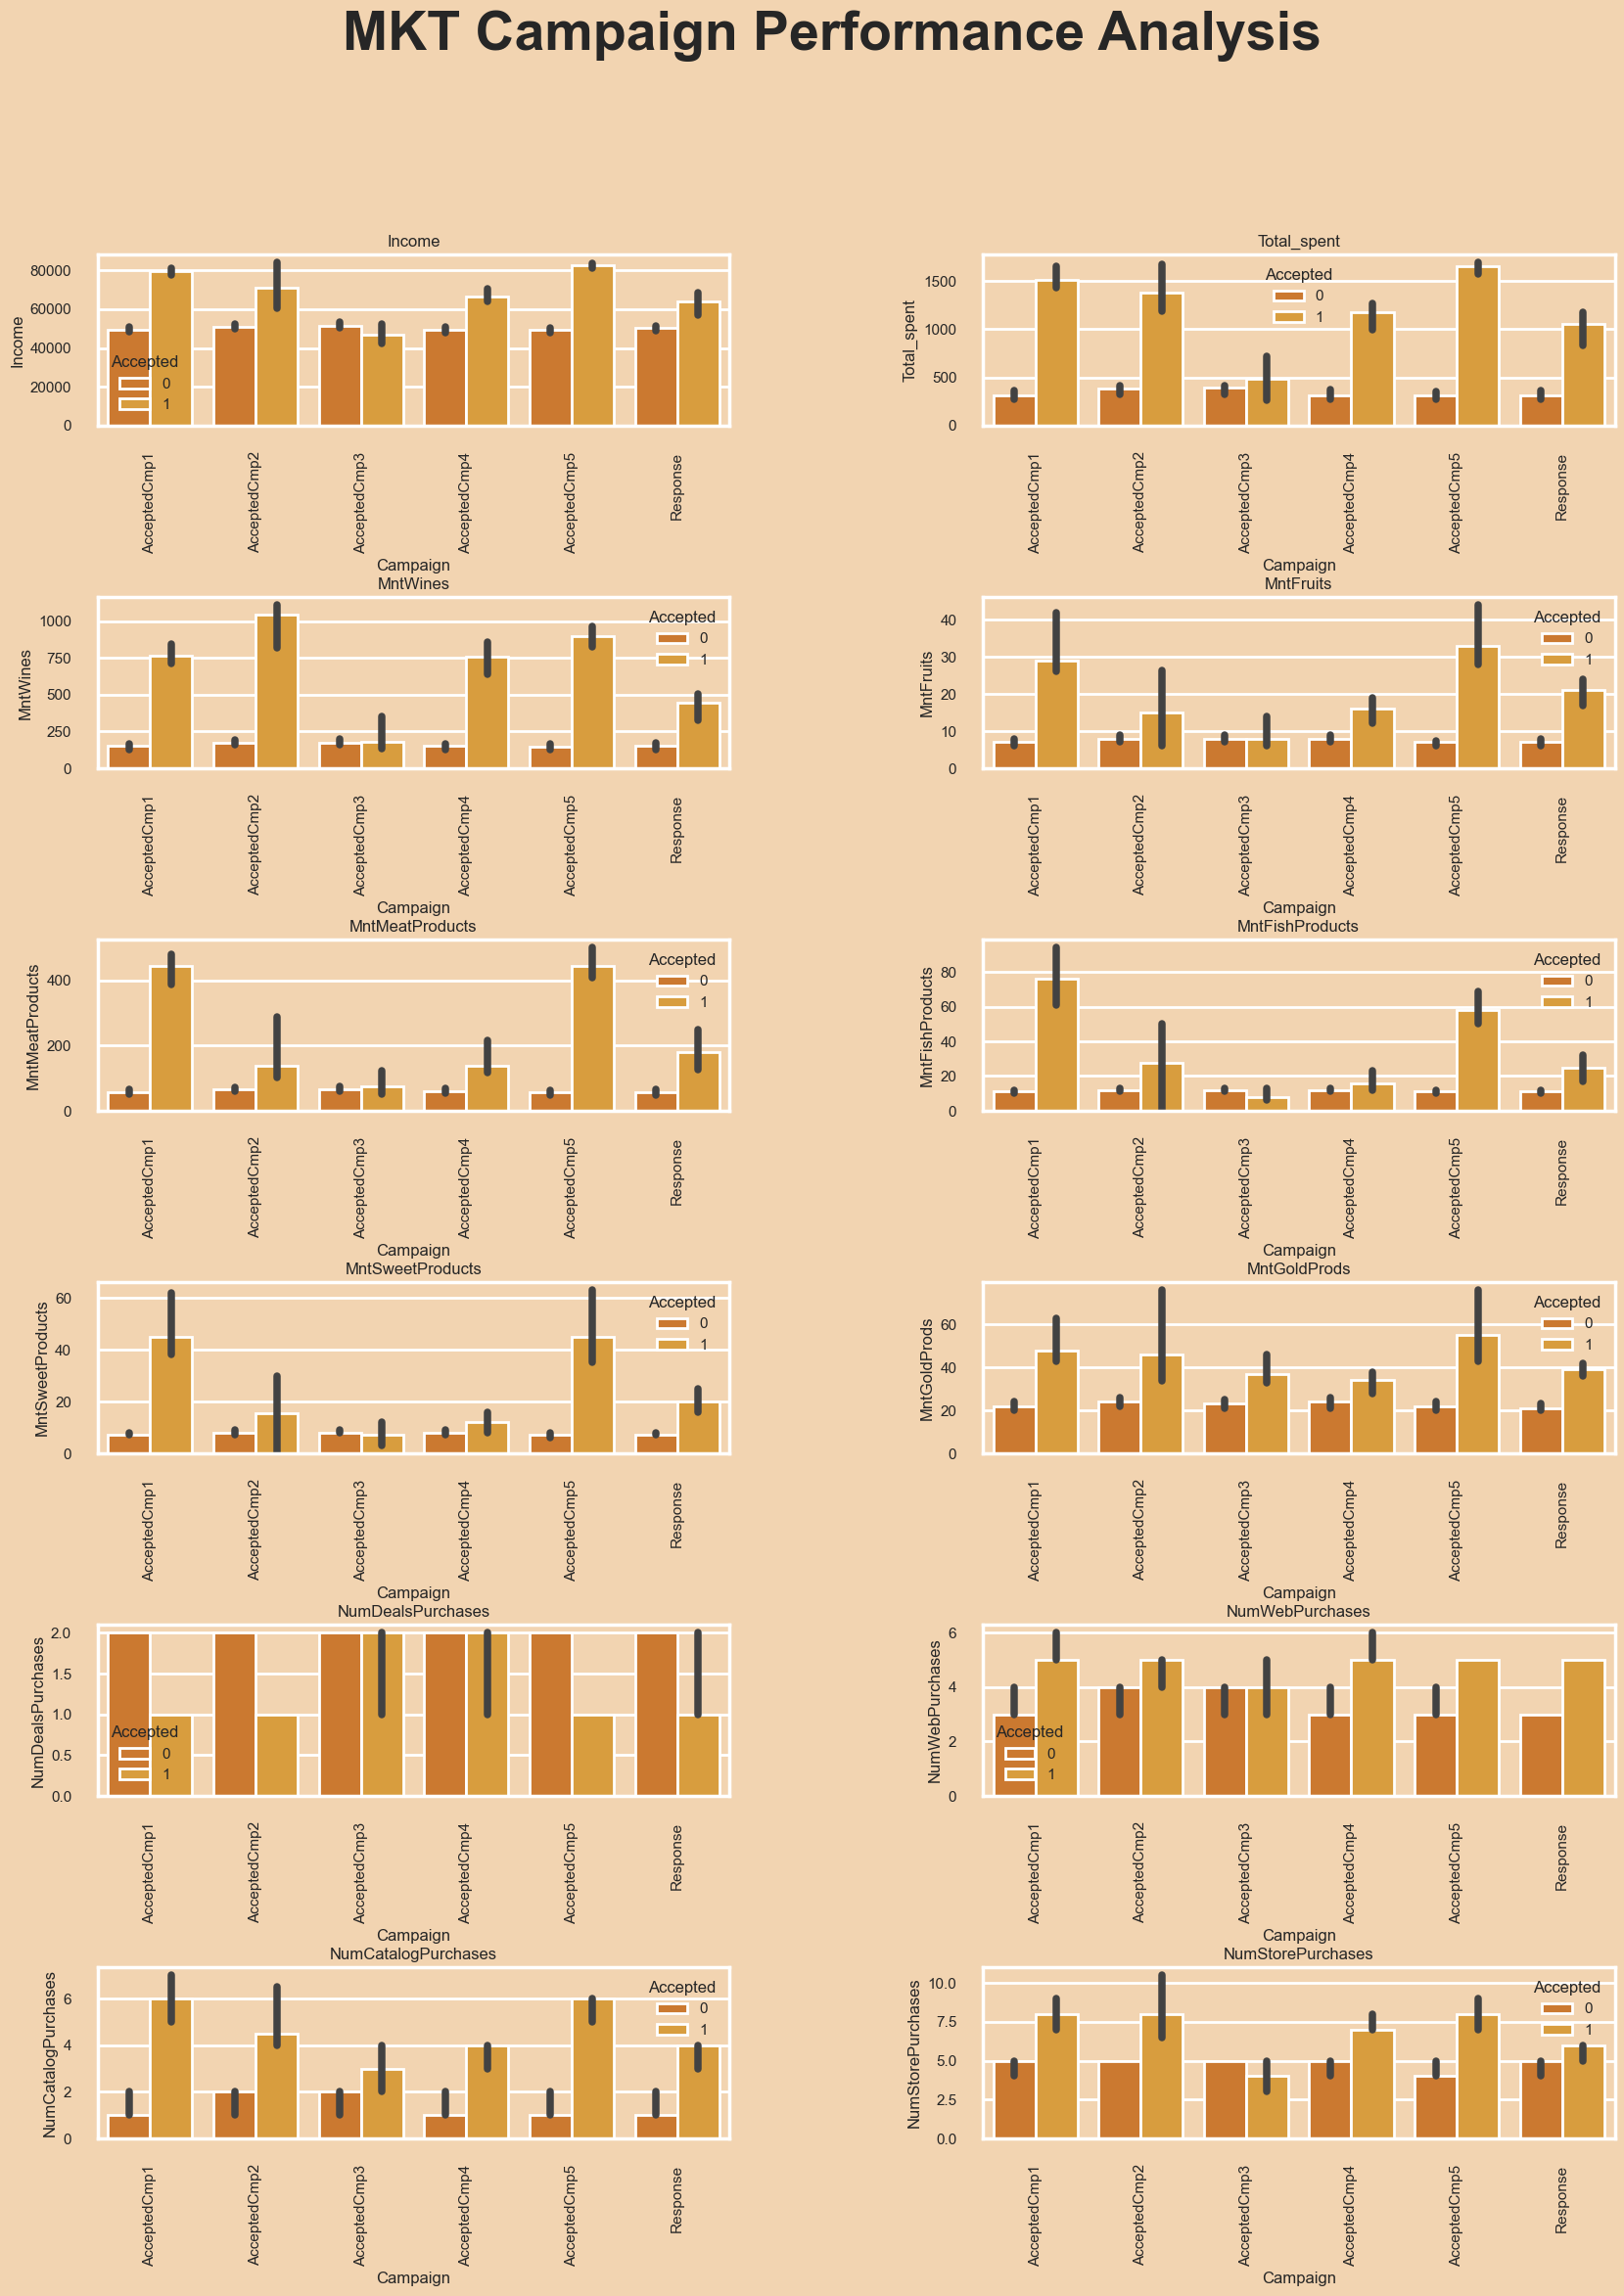 MKT Campaign Performance Analysis
Income
Income
80000
60000
40000
20000
0
Accepted
0
1
AcceptedCmp1
AcceptedCmp2
AcceptedCmp3
AcceptedCmp4
AcceptedCmp5
Response
Campaign
Total_spent
Total_spent
1500
1000
500
0
Accepted
0
1
AcceptedCmp1
AcceptedCmp2
AcceptedCmp3
AcceptedCmp4
AcceptedCmp5
Response
Campaign
MntWines
MntWines
1000
750
500
250
0
Accepted
0
1
AcceptedCmp1
AcceptedCmp2
AcceptedCmp3
AcceptedCmp4
AcceptedCmp5
Response
Campaign
MntFruits
MntFruits
40
30
20
10
0
Accepted
0
1
AcceptedCmp1
AcceptedCmp2
AcceptedCmp3
AcceptedCmp4
AcceptedCmp5
Response
Campaign
MntMeatProducts
MntMeatProducts
400
200
0
Accepted
0
1
AcceptedCmp1
AcceptedCmp2
AcceptedCmp3
AcceptedCmp4
AcceptedCmp5
Response
Campaign
MntFishProducts
MntFishProducts
80
60
40
20
0
Accepted
0
1
AcceptedCmp1
AcceptedCmp2
AcceptedCmp3
AcceptedCmp4
AcceptedCmp5
Response
Campaign
MntSweetProducts
MntSweetProducts
60
40
20
0
Accepted
0
1
AcceptedCmp1
AcceptedCmp2
AcceptedCmp3
AcceptedCmp4
AcceptedCmp5
Response
Campaign
MntGoldProds
MntGoldProds
60
40
20
0
Accepted
0
1
AcceptedCmp1
AcceptedCmp2
AcceptedCmp3
AcceptedCmp4
AcceptedCmp5
Response
Campaign
NumDealsPurchases
NumDealsPurchases
2.0
1.5
1.0
0.5
0.0
Accepted
0
1
AcceptedCmp1
AcceptedCmp2
AcceptedCmp3
AcceptedCmp4
AcceptedCmp5
Response
Campaign
NumWebPurchases
NumWebPurchases
6
4
2
0
Accepted
0
1
AcceptedCmp1
AcceptedCmp2
AcceptedCmp3
AcceptedCmp4
AcceptedCmp5
Response
Campaign
NumCatalogPurchases
NumCatalogPurchases
6
4
2
0
Accepted
0
1
AcceptedCmp1
AcceptedCmp2
AcceptedCmp3
AcceptedCmp4
AcceptedCmp5
Response
Campaign
NumStorePurchases
NumStorePurchases
10.0
7.5
5.0
2.5
0.0
Accepted
0
1
AcceptedCmp1
AcceptedCmp2
AcceptedCmp3
AcceptedCmp4
AcceptedCmp5
Response
Campaign